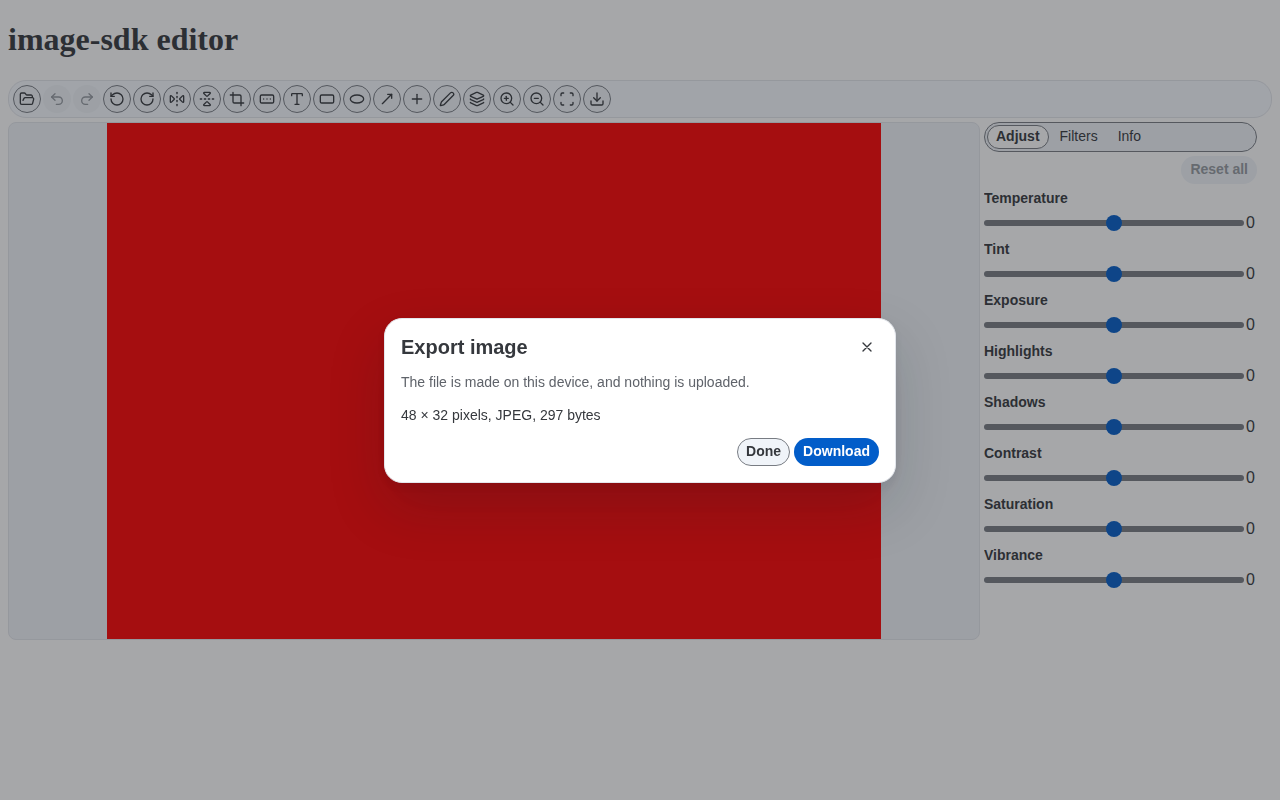 image-sdk editor
Adjust Filters Info
Reset all
Temperature
0
Tint
0
Exposure
0
Highlights
0
Shadows
0
Contrast
0
Saturation
0
Vibrance
0
Export image
The file is made on this device, and nothing is uploaded.
48 × 32 pixels, JPEG, 297 bytes
Done Download